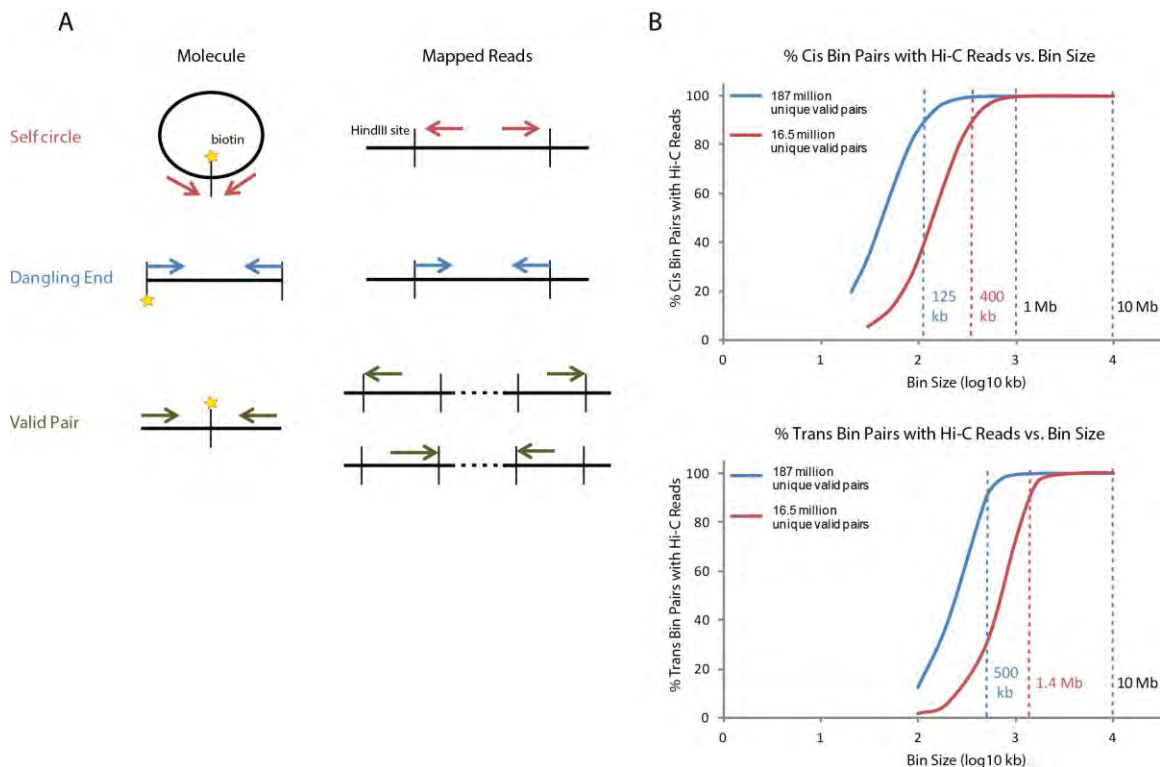 A
Molecule
Mapped Reads
Self circle
biotin
HindIII site
Dangling End
Valid Pair
B
% Cis Bin Pairs with Hi-C Reads vs. Bin Size
% Cis Bin Pairs with Hi-C Reads
100
80
60
40
20
0
187 million
unique valid pairs
16.5 million
unique valid pairs
125
kb
400
kb
1 Mb
10 Mb
0
1
2
3
4
Bin Size (log10 kb)
% Trans Bin Pairs with Hi-C Reads vs. Bin Size
% Trans Bin Pairs with Hi-C Reads
100
80
60
40
20
0
187 million
unique valid pairs
16.5 million
unique valid pairs
500
kb
1.4 Mb
10 Mb
0
1
2
3
4
Bin Size (log10 kb)